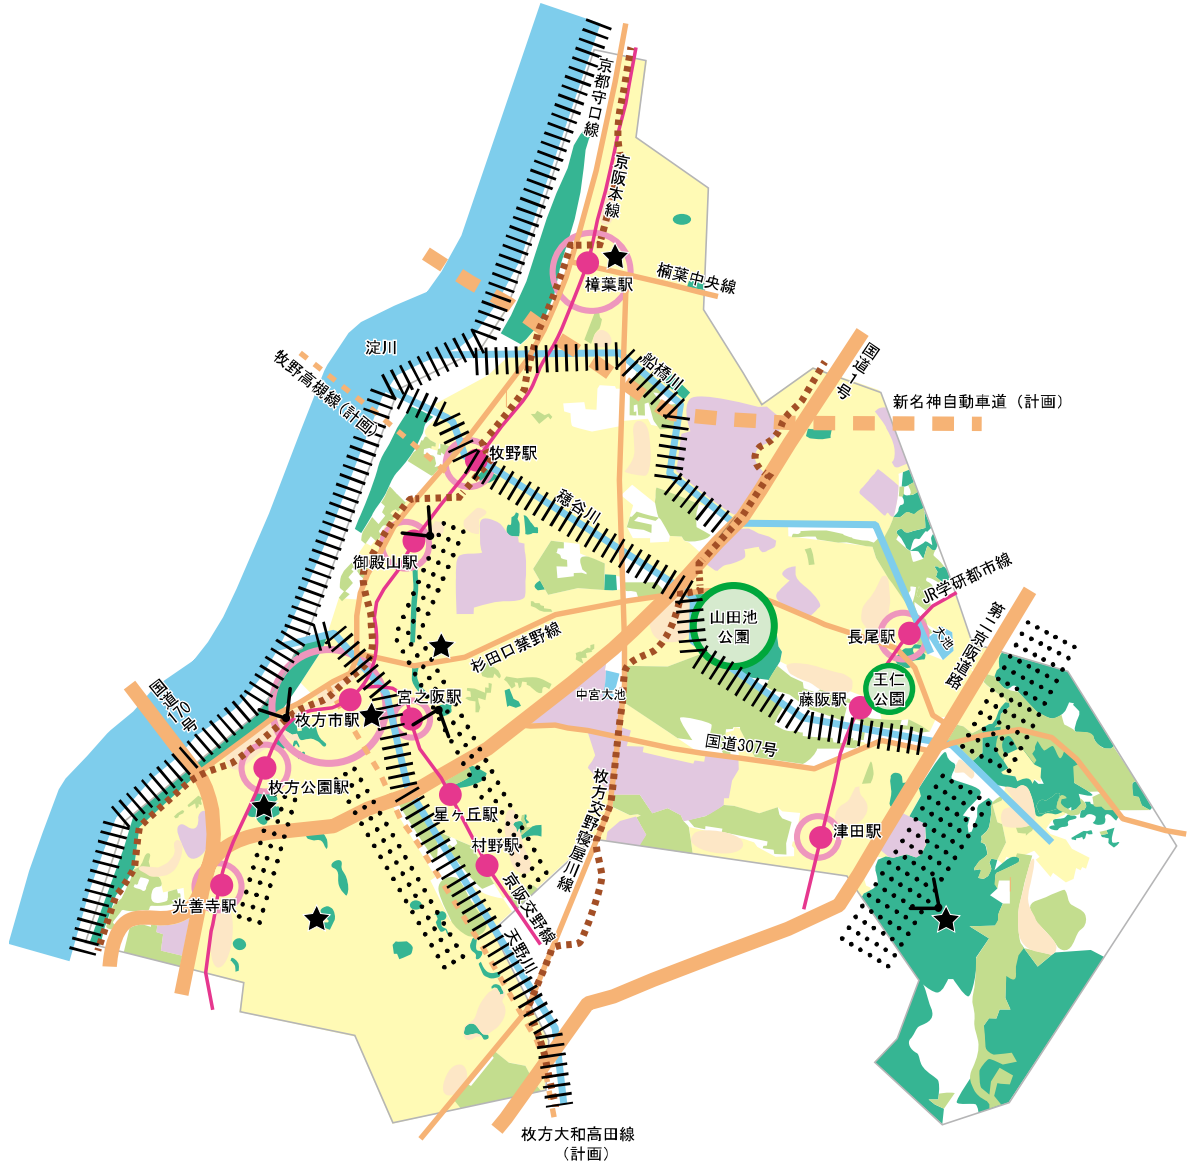 京都守口線
京阪本線
樟葉駅
楠葉中央線
淀川
牧野高槻線(計画)
船橋川
国道1号
新名神自動車道（計画）
牧野駅
穂谷川
御殿山駅
JR学研都市線
山田池
公園
長尾駅
大池
杉田口禁野線
第二京阪道路
王仁
公園
国道170号
枚方市駅
宮之阪駅
中宮大池
藤阪駅
国道307号
枚方公園駅
星ヶ丘駅
枚方交野寝屋川線
村野駅
津田駅
京阪交野線
光善寺駅
天野川
枚方大和高田線
（計画）